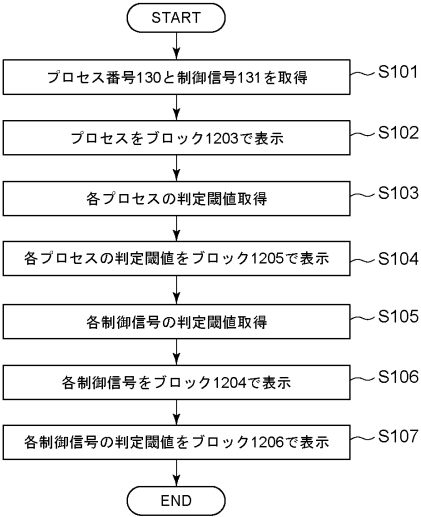 START
プロセス番号130と制御信号131を取得
S101
プロセスをブロック1203で表示
S102
各プロセスの判定閾値取得
S103
各プロセスの判定閾値をブロック1205で表示
S104
各制御信号の判定閾値取得
S105
各制御信号をブロック1204で表示
S106
各制御信号の判定閾値をブロック1206で表示
S107
END